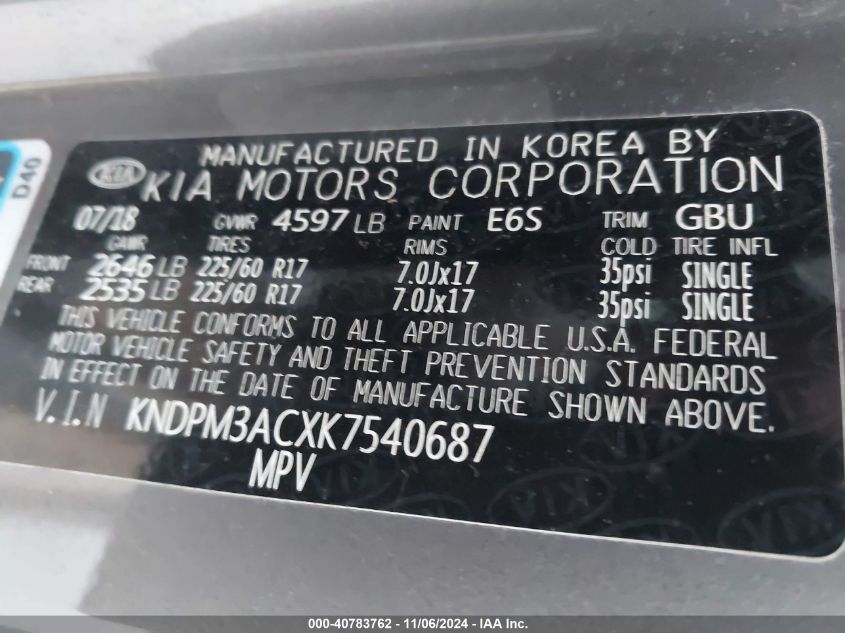 D40
MANUFACTURED IN KOREA BY
KIA KIA MOTORS CORPORATION
07/18 GVWR 4597 LB PAINT E6S TRIM GBU
GAWR TIRES RIMS COLD TIRE INFL
FRONT 2646 LB 225/60 R17 7.0Jx17 35psi SINGLE
REAR 2535 LB 225/60 R17 7.0Jx17 35psi SINGLE
THIS VEHICLE CONFORMS TO ALL APPLICABLE U.S.A. FEDERAL
MOTOR VEHICLE SAFETY AND THEFT PREVENTION STANDARDS
IN EFFECT ON THE DATE OF MANUFACTURE SHOWN ABOVE.
V.I.N KNDPM3ACXK7540687
MPV
000-40783762 - 11/06/2024 - IAA Inc.